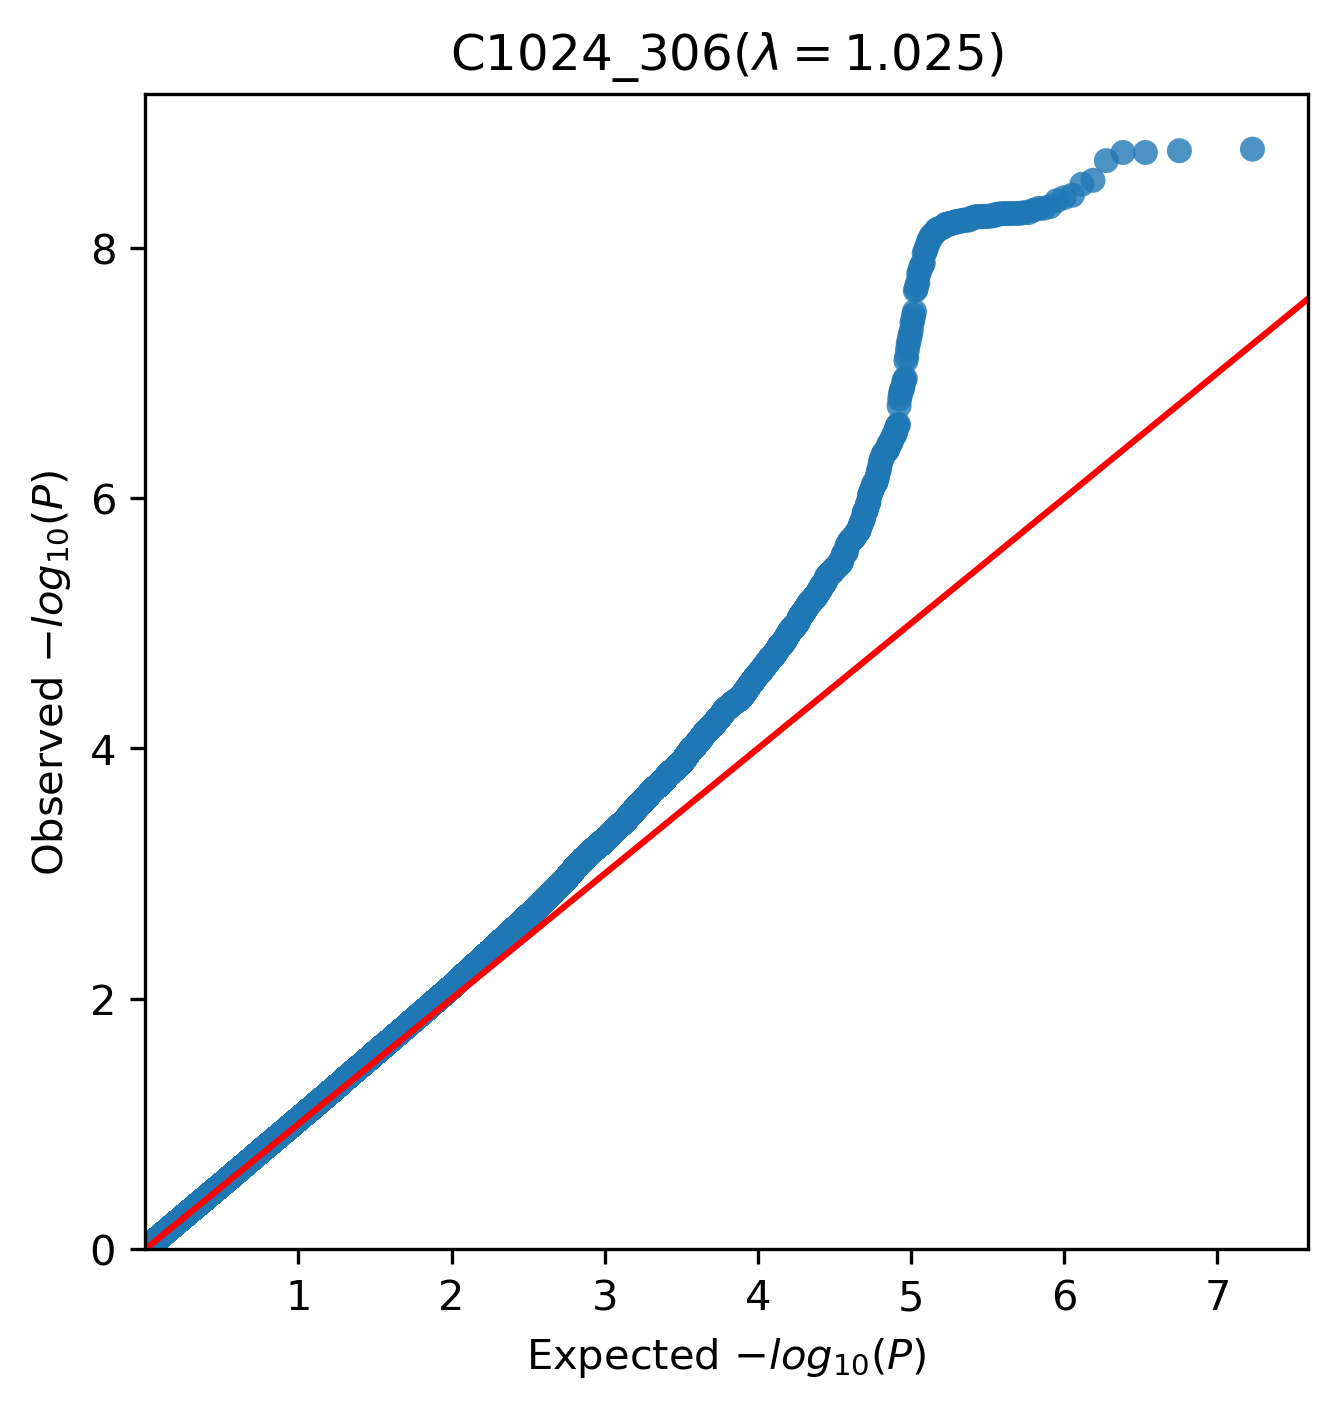 C1024_306(λ = 1.025)
Observed −log₁₀(P)
8
6
4
2
0
1 2 3 4 5 6 7
Expected −log₁₀(P)